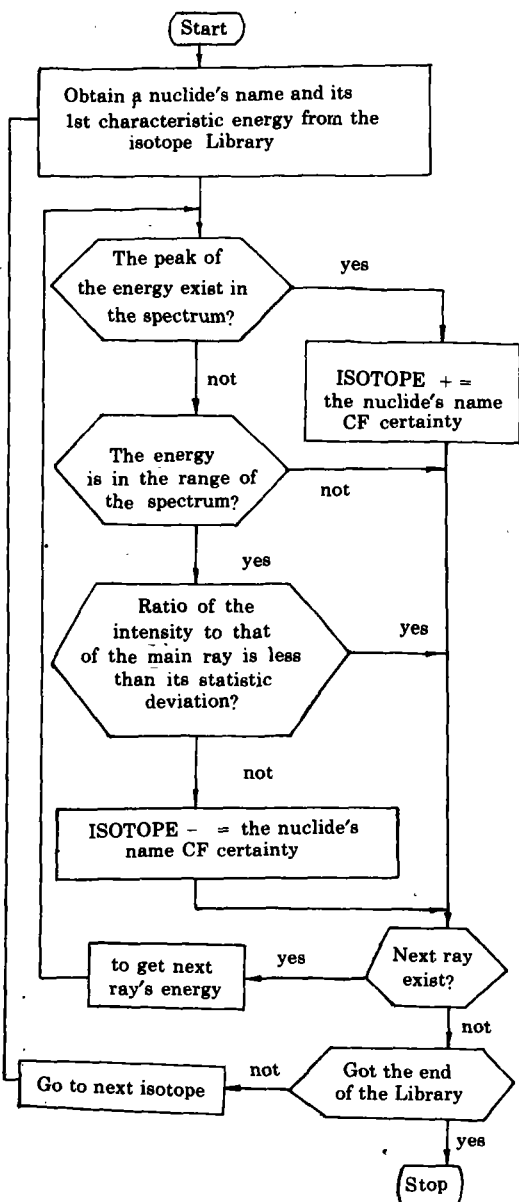 Start
Obtain a nuclide's name and its
1st characteristic energy from the
isotope Library
The peak of
the energy exist in
the spectrum?
yes
not
ISOTOPE + =
the nuclide's name
CF certainty
The energy
is in the range of
the spectrum?
not
yes
Ratio of the
intensity to that
of the main ray is less
than its statistic
deviation?
yes
not
ISOTOPE - = the nuclide's
name CF certainty
Next ray
exist?
yes
to get next
ray's energy
not
Got the end
of the Library
not
Go to next isotope
yes
Stop